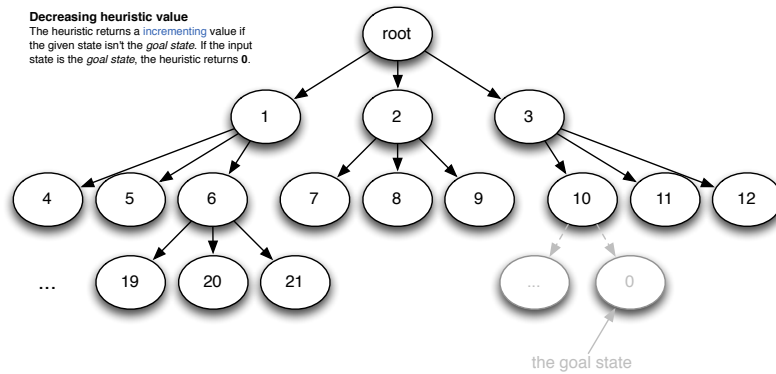 Decreasing heuristic value
The heuristic returns a incrementing value if
the given state isn't the goal state. If the input
state is the goal state, the heuristic returns 0.
root
1 2 3
4 5 6 7 8 9 10 11 12
... 19 20 21 ... 0
the goal state